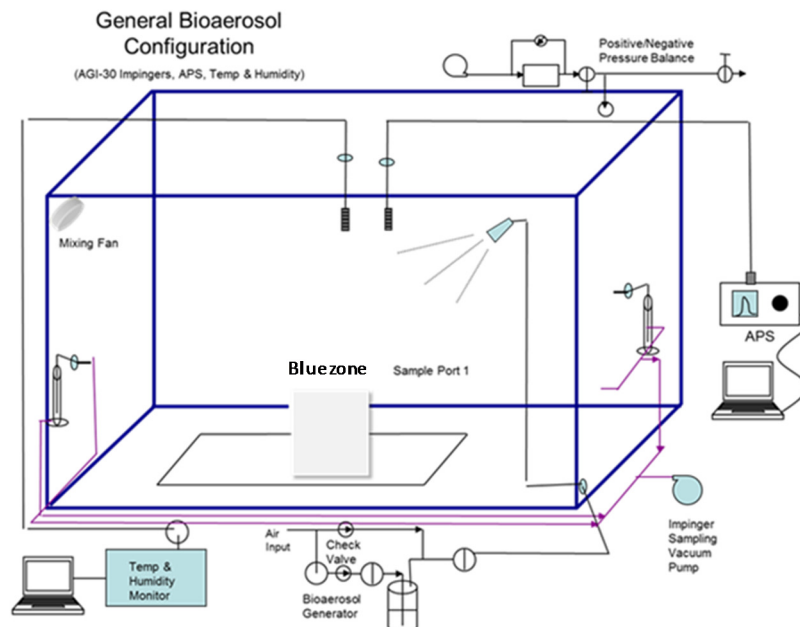 General Bioaerosol
Configuration
(AGI-30 Impingers, APS, Temp & Humidity)
Positive/Negative
Pressure Balance
Mixing Fan
APS
Bluezone
Sample Port 1
Impinger
Sampling
Vacuum
Pump
Air
Input
Check
Valve
Temp &
Humidity
Monitor
Bioaerosol
Generator